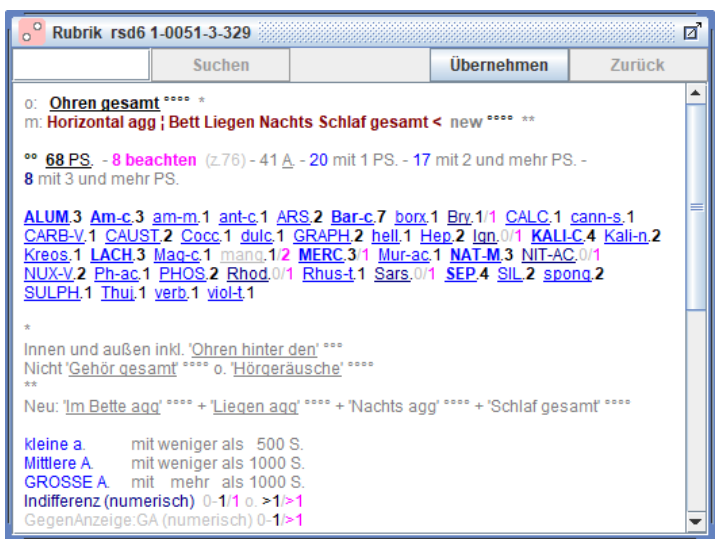 Rubrik rsd6 1-0051-3-329
Suchen Übernehmen Zurück
o: Ohren gesamt °°°° *
m: Horizontal agg ¦ Bett Liegen Nachts Schlaf gesamt < new °°°° **
°° 68 PS. - 8 beachten (z.76) - 41 A. - 20 mit 1 PS. - 17 mit 2 und mehr PS. -
8 mit 3 und mehr PS.
ALUM.3 Am-c.3 am-m.1 ant-c.1 ARS.2 Bar-c.7 borx.1 Bry.1/1 CALC.1 cann-s.1
CARB-V.1 CAUST.2 Cocc.1 dulc.1 GRAPH.2 hell.1 Hep.2 Ign.0/1 KALI-C.4 Kali-n.2
Kreos.1 LACH.3 Mag-c.1 mang.1/2 MERC.3/1 Mur-ac.1 NAT-M.3 NIT-AC.0/1
NUX-V.2 Ph-ac.1 PHOS.2 Rhod.0/1 Rhus-t.1 Sars.0/1 SEP.4 SIL.2 spong.2
SULPH.1 Thuj.1 verb.1 viol-t.1
*
Innen und außen inkl. 'Ohren hinter den' °°°
Nicht 'Gehör gesamt' °°°° o. 'Hörgeräusche' °°°°
**
Neu: 'Im Bette agg' °°°° + 'Liegen agg' °°°° + 'Nachts agg' °°°° + 'Schlaf gesamt' °°°°
kleine a. mit weniger als 500 S.
Mittlere A. mit weniger als 1000 S.
GROSSE A. mit mehr als 1000 S.
Indifferenz (numerisch) 0-1/1 o. >1/>1
GegenAnzeige:GA (numerisch) 0-1/>1